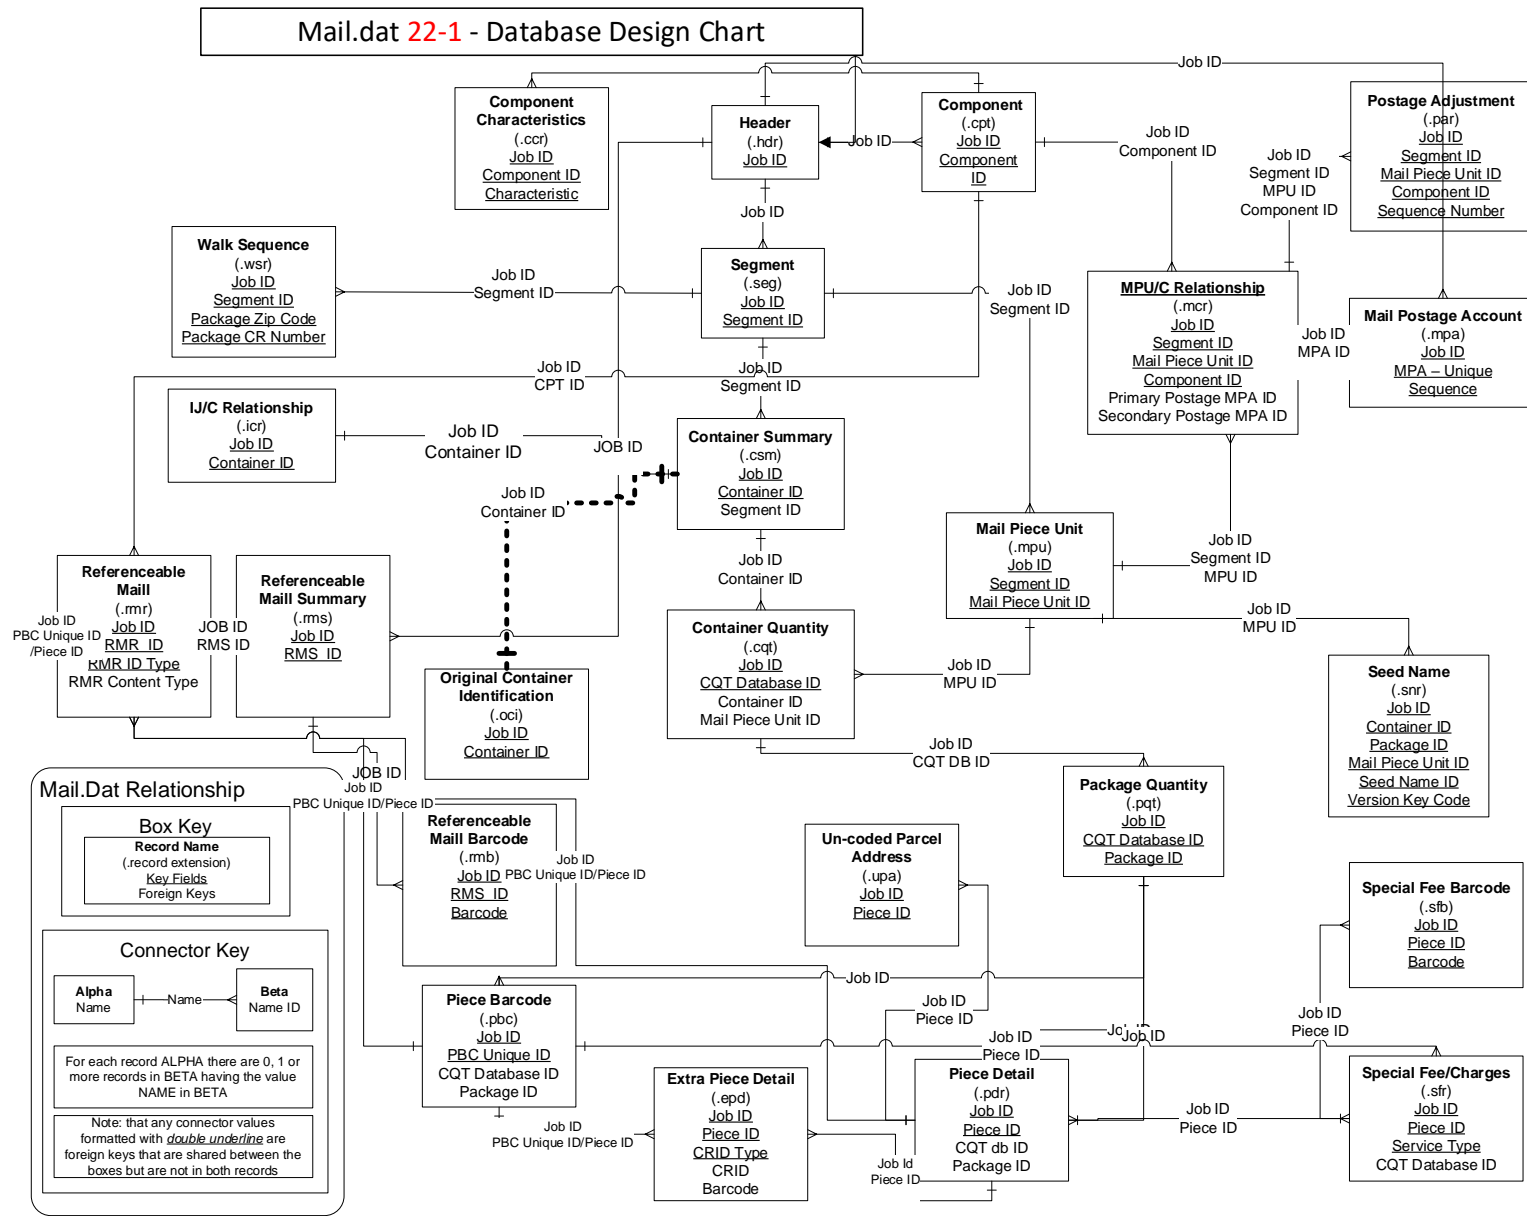 Mail.dat 22-1 - Database Design Chart
Job ID
Component
Characteristics
(.ccr)
Job ID
Component ID
Characteristic
Header
(.hdr)
Job ID
Job ID
Component
(.cpt)
Job ID
Component
ID
Job ID
Component ID
Job ID
Segment ID
MPU ID
Component ID
Postage Adjustment
(.par)
Job ID
Segment ID
Mail Piece Unit ID
Component ID
Sequence Number
Job ID
Walk Sequence
(.wsr)
Job ID
Segment ID
Package Zip Code
Package CR Number
Job ID
Segment ID
Segment
(.seg)
Job ID
Segment ID
Job ID
Segment ID
MPU/C Relationship
(.mcr)
Job ID
Segment ID
Mail Piece Unit ID
Component ID
Primary Postage MPA ID
Secondary Postage MPA ID
Job ID
MPA ID
Mail Postage Account
(.mpa)
Job ID
MPA – Unique
Sequence
Job ID
CPT ID
Job ID
Segment ID
IJ/C Relationship
(.icr)
Job ID
Container ID
Job ID
Container ID
JOB ID
Container Summary
(.csm)
Job ID
Container ID
Segment ID
Job ID
Container ID
Job ID
Container ID
Mail Piece Unit
(.mpu)
Job ID
Segment ID
Mail Piece Unit ID
Job ID
Segment ID
MPU ID
Job ID
MPU ID
Job ID
PBC Unique ID
/Piece ID
Referenceable
Maill
(.rmr)
Job ID
RMR_ID
RMR ID Type
RMR Content Type
JOB ID
RMS ID
Referenceable
Maill Summary
(.rms)
Job ID
RMS_ID
Original Container
Identification
(.oci)
Job ID
Container ID
Container Quantity
(.cqt)
Job ID
CQT Database ID
Container ID
Mail Piece Unit ID
Job ID
MPU ID
Seed Name
(.snr)
Job ID
Container ID
Package ID
Mail Piece Unit ID
Seed Name ID
Version Key Code
Job ID
CQT DB ID
JOB ID
Job ID
PBC Unique ID/Piece ID
Package Quantity
(.pqt)
Job ID
CQT Database ID
Package ID
Referenceable
Maill Barcode
(.rmb)
Job ID
RMS_ID
Barcode
Job ID
PBC Unique ID/Piece ID
Un-coded Parcel
Address
(.upa)
Job ID
Piece ID
Special Fee Barcode
(.sfb)
Job ID
Piece ID
Barcode
Job ID
Piece Barcode
(.pbc)
Job ID
PBC Unique ID
CQT Database ID
Package ID
Job ID
Piece ID
Job ID
Piece ID
Job ID
Job ID
Job ID
Piece ID
Job ID
PBC Unique ID/Piece ID
Extra Piece Detail
(.epd)
Job ID
Piece ID
CRID Type
CRID
Barcode
Job Id
Piece ID
Piece Detail
(.pdr)
Job ID
Piece ID
CQT db ID
Package ID
Job ID
Piece ID
Special Fee/Charges
(.sfr)
Job ID
Piece ID
Service Type
CQT Database ID
Mail.Dat Relationship
Box Key
Record Name
(.record extension)
Key Fields
Foreign Keys
Connector Key
Alpha
Name
Name
Beta
Name ID
For each record ALPHA there are 0, 1 or
more records in BETA having the value
NAME in BETA
Note: that any connector values
formatted with double underline are
foreign keys that are shared between the
boxes but are not in both records